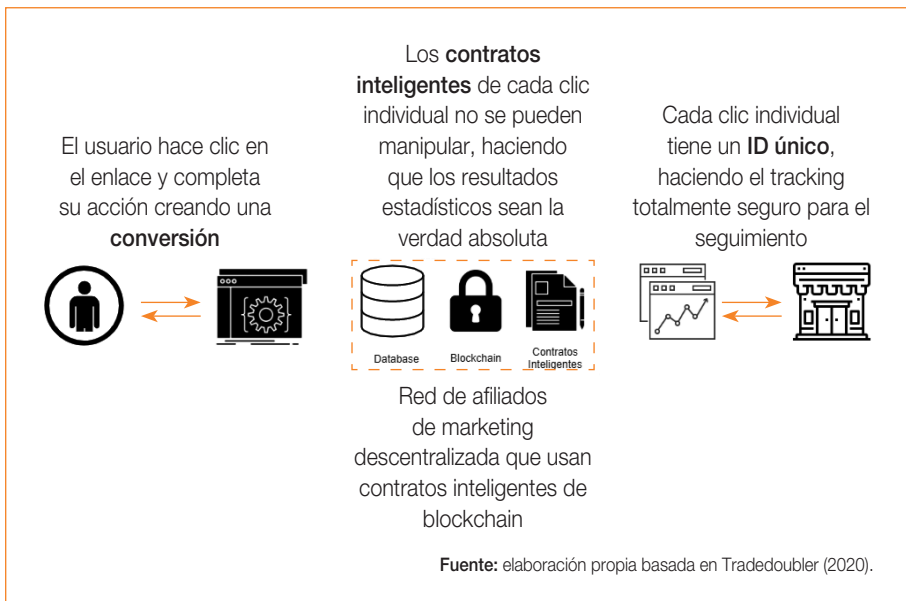 El usuario hace clic en
el enlace y completa
su acción creando una
conversión
Los contratos
inteligentes de cada clic
individual no se pueden
manipular, haciendo
que los resultados
estadísticos sean la
verdad absoluta
Database
Blockchain
Contratos
Inteligentes
Red de afiliados
de marketing
descentralizada que usan
contratos inteligentes de
blockchain
Cada clic individual
tiene un ID único,
haciendo el tracking
totalmente seguro para el
seguimiento
Fuente: elaboración propia basada en Tradedoubler (2020).